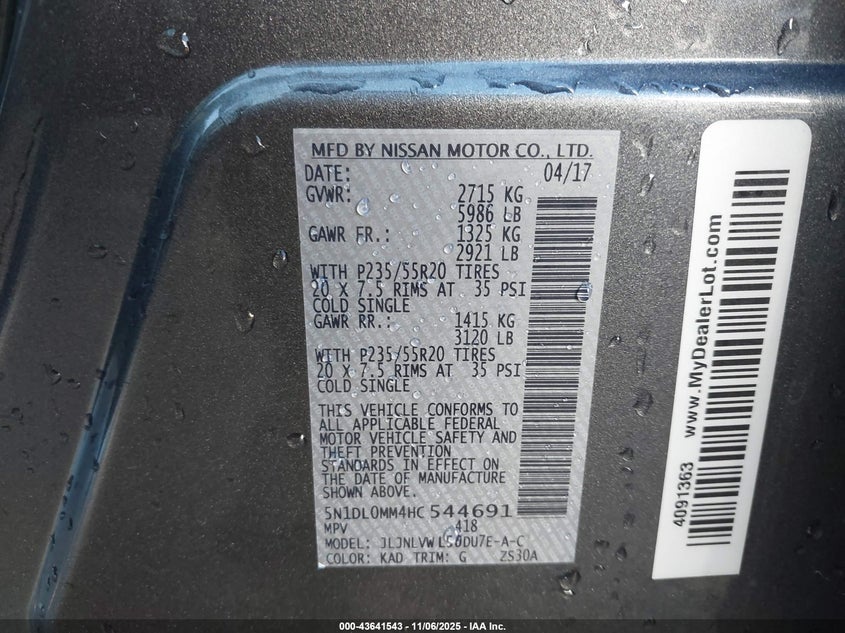 MFD BY NISSAN MOTOR CO., LTD.
DATE: 04/17
GVWR: 2715 KG
5986 LB
GAWR FR.: 1325 KG
2921 LB
WITH P235/55R20 TIRES
20 X 7.5 RIMS AT 35 PSI
COLD SINGLE
GAWR RR.: 1415 KG
3120 LB
WITH P235/55R20 TIRES
20 X 7.5 RIMS AT 35 PSI
COLD SINGLE
THIS VEHICLE CONFORMS TO
ALL APPLICABLE FEDERAL
MOTOR VEHICLE SAFETY AND
THEFT PREVENTION
STANDARDS IN EFFECT ON
THE DATE OF MANUFACTURE
SHOWN ABOVE.
5N1DL0MM4HC544691
MPV 418
MODEL:
COLOR: KAD TRIM: G ZS30A
www.MyDealerLot.com
4091363
000-43641543 - 11/06/2025 - IAA Inc.